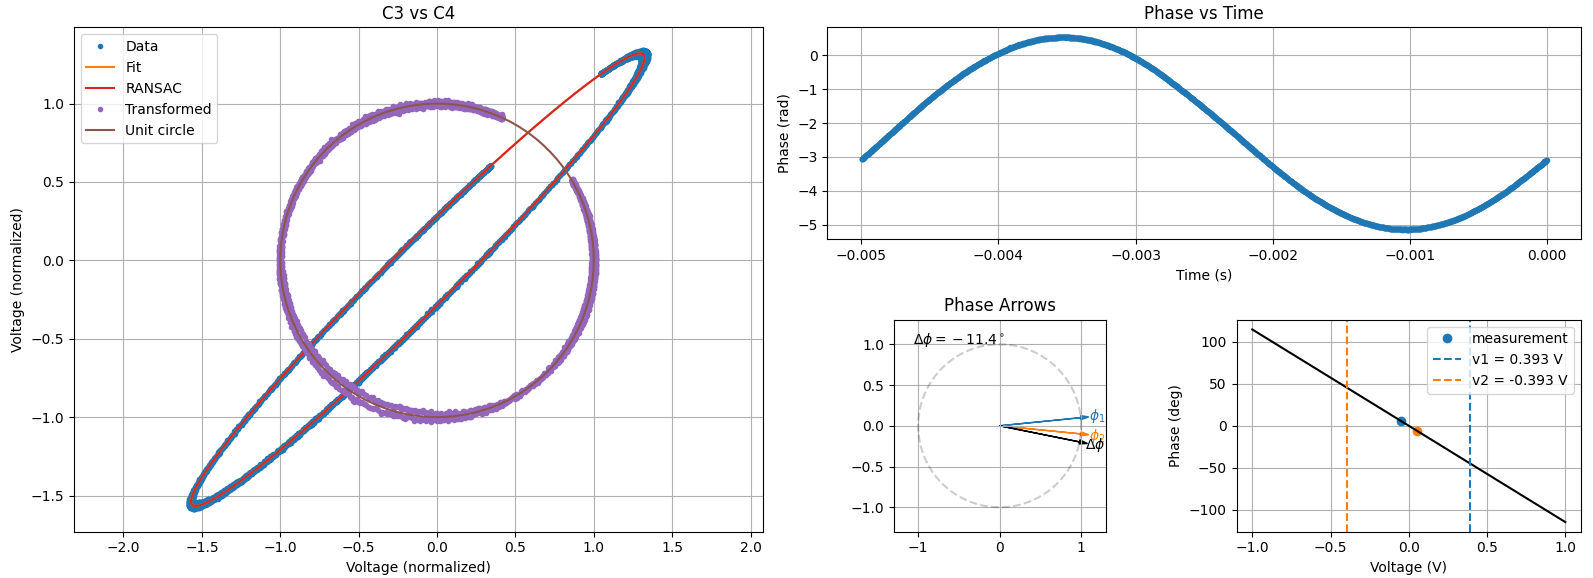 C3 vs C4
Data
Fit
RANSAC
Transformed
Unit circle
1.0
0.5
0.0
−0.5
−1.0
−1.5
−2.0
−1.5
−1.0
−0.5
0.0
0.5
1.0
1.5
2.0
Voltage (normalized)
Voltage (normalized)
Phase vs Time
0
−1
−2
−3
−4
−5
Phase (rad)
−0.005
−0.004
−0.003
−0.002
−0.001
0.000
Time (s)
Phase Arrows
Δϕ = −11.4°
ϕ1
ϕ2
Δϕ
1.0
0.5
0.0
−0.5
−1.0
−1
0
1
measurement
v1 = 0.393 V
v2 = -0.393 V
100
50
0
−50
−100
Phase (deg)
−1.0
−0.5
0.0
0.5
1.0
Voltage (V)